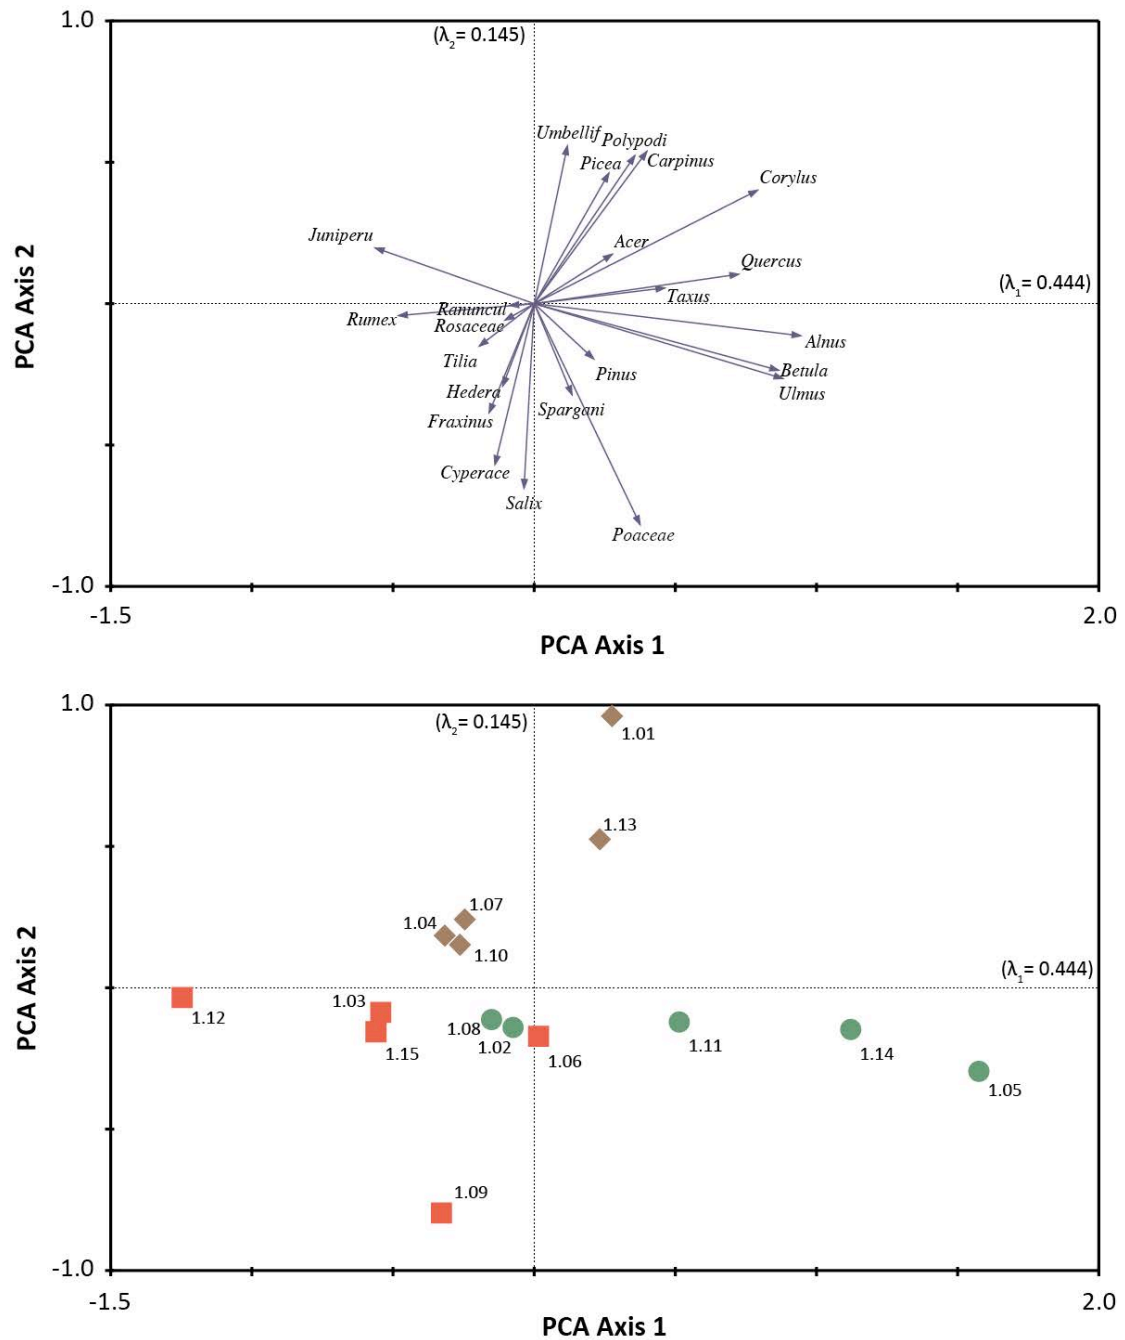 1.0
(λ2= 0.145)
Umbellif
Polypodi
Picea
Carpinus
Corylus
Juniperu
Acer
Quercus
(λ1= 0.444)
Taxus
Ranuncul
Rumex
Rosaceae
Alnus
Tilia
Pinus
Betula
Hedera
Ulmus
Spargani
Fraxinus
Cyperace
Salix
Poaceae
PCA Axis 2
-1.0
-1.5
2.0
PCA Axis 1
1.0
(λ2= 0.145)
1.01
1.13
1.07
1.04
1.10
(λ1= 0.444)
1.03
1.12
1.08
1.02
1.15
1.06
1.11
1.14
1.05
1.09
PCA Axis 2
-1.0
-1.5
2.0
PCA Axis 1